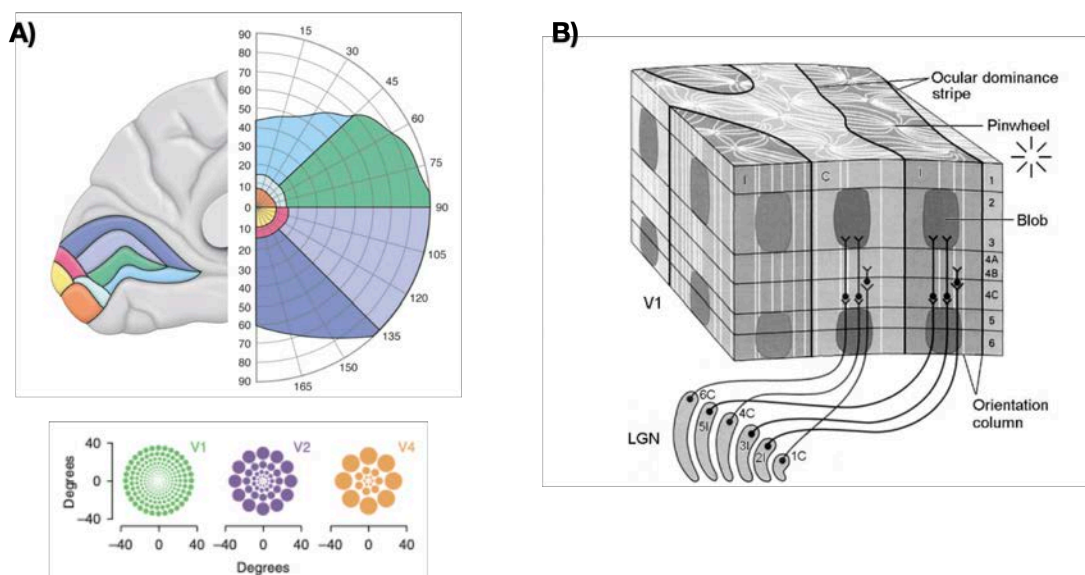 A)
90
80
70
60
50
40
30
20
10
0
10
20
30
40
50
60
70
80
90
15
30
45
60
75
90
105
120
135
150
165
40
0
−40
Degrees
V1
V2
V4
−40 0 40
−40 0 40
−40 0 40
Degrees
B)
Ocular dominance
stripe
Pinwheel
I
C
I
1
2
Blob
3
4A
4B
4C
5
6
V1
Orientation
column
LGN
6C
5I
4C
3I
2I
1C